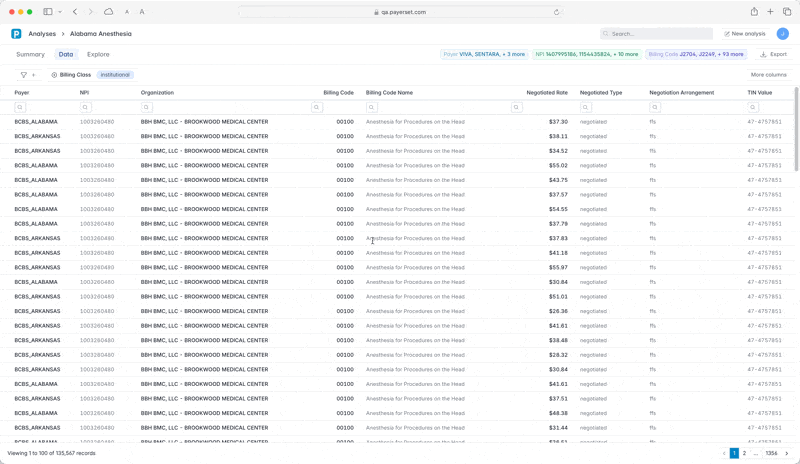 qa.payerset.com
A A
p Analyses > Alabama Anesthesia Search... New analysis J
Summary Data Explore Payer VIVA, SENTARA, + 3 more NPI 1407995186, 1154435824, + 10 more Billing Code J2704, J2249, + 93 more Export
Billing Class institutional More columns
Payer NPI Organization Billing Code Billing Code Name Negotiated Rate Negotiated Type Negotiation Arrangement TIN Value
BCBS_ALABAMA 1003260480 BBH BMC, LLC - BROOKWOOD MEDICAL CENTER 00100 Anesthesia for Procedures on the Head $37.30 negotiated ffs 47-4757851
BCBS_ARKANSAS 1003260480 BBH BMC, LLC - BROOKWOOD MEDICAL CENTER 00100 Anesthesia for Procedures on the Head $38.11 negotiated ffs 47-4757851
BCBS_ARKANSAS 1003260480 BBH BMC, LLC - BROOKWOOD MEDICAL CENTER 00100 Anesthesia for Procedures on the Head $34.52 negotiated ffs 47-4757851
BCBS_ALABAMA 1003260480 BBH BMC, LLC - BROOKWOOD MEDICAL CENTER 00100 Anesthesia for Procedures on the Head $55.02 negotiated ffs 47-4757851
BCBS_ALABAMA 1003260480 BBH BMC, LLC - BROOKWOOD MEDICAL CENTER 00100 Anesthesia for Procedures on the Head $43.75 negotiated ffs 47-4757851
BCBS_ALABAMA 1003260480 BBH BMC, LLC - BROOKWOOD MEDICAL CENTER 00100 Anesthesia for Procedures on the Head $37.57 negotiated ffs 47-4757851
BCBS_ALABAMA 1003260480 BBH BMC, LLC - BROOKWOOD MEDICAL CENTER 00100 Anesthesia for Procedures on the Head $54.55 negotiated ffs 47-4757851
BCBS_ALABAMA 1003260480 BBH BMC, LLC - BROOKWOOD MEDICAL CENTER 00100 Anesthesia for Procedures on the Head $37.79 negotiated ffs 47-4757851
BCBS_ARKANSAS 1003260480 BBH BMC, LLC - BROOKWOOD MEDICAL CENTER 00100 Anesthesia for Procedures on the Head $37.83 negotiated ffs 47-4757851
BCBS_ARKANSAS 1003260480 BBH BMC, LLC - BROOKWOOD MEDICAL CENTER 00100 Anesthesia for Procedures on the Head $41.18 negotiated ffs 47-4757851
BCBS_ARKANSAS 1003260480 BBH BMC, LLC - BROOKWOOD MEDICAL CENTER 00100 Anesthesia for Procedures on the Head $55.97 negotiated ffs 47-4757851
BCBS_ALABAMA 1003260480 BBH BMC, LLC - BROOKWOOD MEDICAL CENTER 00100 Anesthesia for Procedures on the Head $30.84 negotiated ffs 47-4757851
BCBS_ARKANSAS 1003260480 BBH BMC, LLC - BROOKWOOD MEDICAL CENTER 00100 Anesthesia for Procedures on the Head $51.01 negotiated ffs 47-4757851
BCBS_ARKANSAS 1003260480 BBH BMC, LLC - BROOKWOOD MEDICAL CENTER 00100 Anesthesia for Procedures on the Head $26.36 negotiated ffs 47-4757851
BCBS_ARKANSAS 1003260480 BBH BMC, LLC - BROOKWOOD MEDICAL CENTER 00100 Anesthesia for Procedures on the Head $41.61 negotiated ffs 47-4757851
BCBS_ARKANSAS 1003260480 BBH BMC, LLC - BROOKWOOD MEDICAL CENTER 00100 Anesthesia for Procedures on the Head $38.48 negotiated ffs 47-4757851
BCBS_ARKANSAS 1003260480 BBH BMC, LLC - BROOKWOOD MEDICAL CENTER 00100 Anesthesia for Procedures on the Head $28.32 negotiated ffs 47-4757851
BCBS_ARKANSAS 1003260480 BBH BMC, LLC - BROOKWOOD MEDICAL CENTER 00100 Anesthesia for Procedures on the Head $30.84 negotiated ffs 47-4757851
BCBS_ALABAMA 1003260480 BBH BMC, LLC - BROOKWOOD MEDICAL CENTER 00100 Anesthesia for Procedures on the Head $41.61 negotiated ffs 47-4757851
BCBS_ARKANSAS 1003260480 BBH BMC, LLC - BROOKWOOD MEDICAL CENTER 00100 Anesthesia for Procedures on the Head $37.51 negotiated ffs 47-4757851
BCBS_ALABAMA 1003260480 BBH BMC, LLC - BROOKWOOD MEDICAL CENTER 00100 Anesthesia for Procedures on the Head $48.38 negotiated ffs 47-4757851
BCBS_ARKANSAS 1003260480 BBH BMC, LLC - BROOKWOOD MEDICAL CENTER 00100 Anesthesia for Procedures on the Head $31.44 negotiated ffs 47-4757851
Viewing 1 to 100 of 135,567 records 1 2 ... 1356